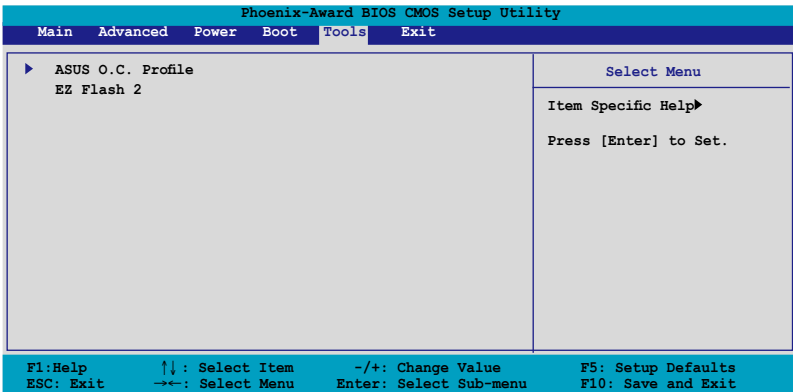 Phoenix-Award BIOS CMOS Setup Utility
Main Advanced Power Boot Tools Exit
▶ ASUS O.C. Profile
EZ Flash 2
Select Menu
Item Specific Help▶
Press [Enter] to Set.
F1:Help ↑↓ : Select Item -/+: Change Value F5: Setup Defaults
ESC: Exit →← : Select Menu Enter: Select Sub-menu F10: Save and Exit